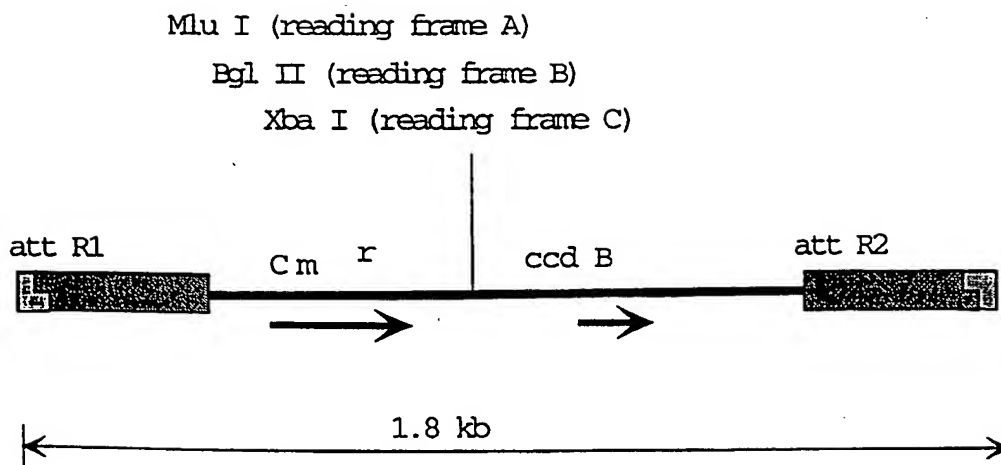 Mlu I (reading frame A)
Bgl II (reading frame B)
Xba I (reading frame C)
att R1
Cm r
ccd B
att R2
1.8 kb